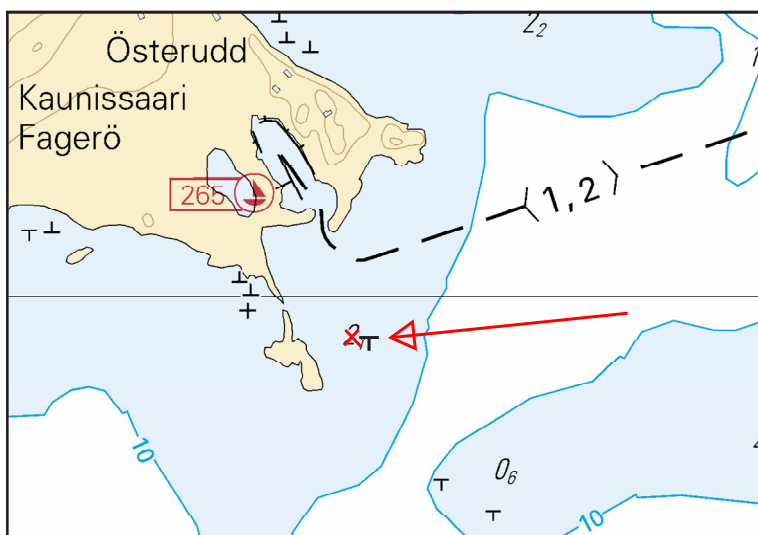 2₂
Österudd
Kaunissaari
Fagerö
265
⟨1,2⟩
2
0₆
10
10